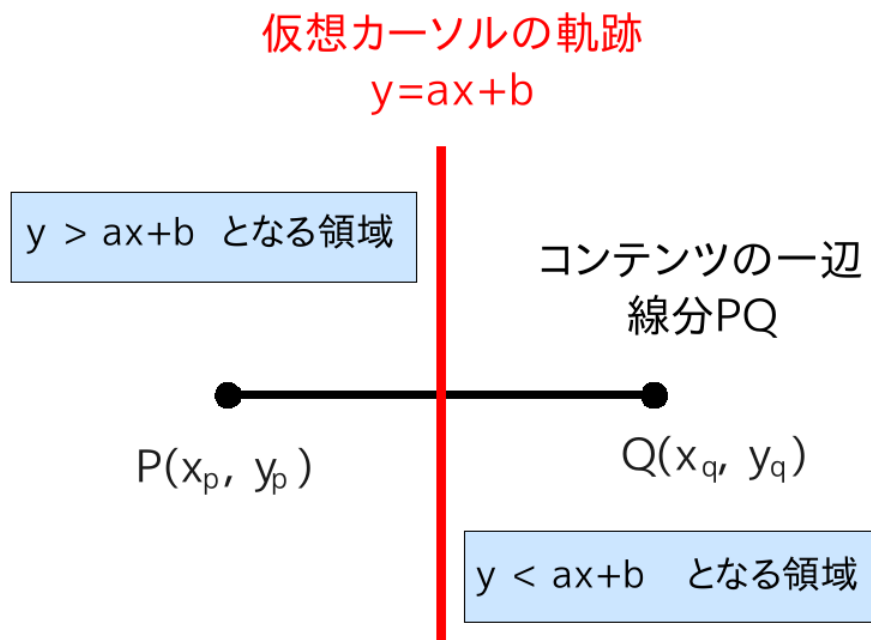 仮想カーソルの軌跡
y=ax+b
y > ax+b となる領域
コンテンツの一辺
線分PQ
P(xp, yp)
Q(xq, yq)
y < ax+b となる領域